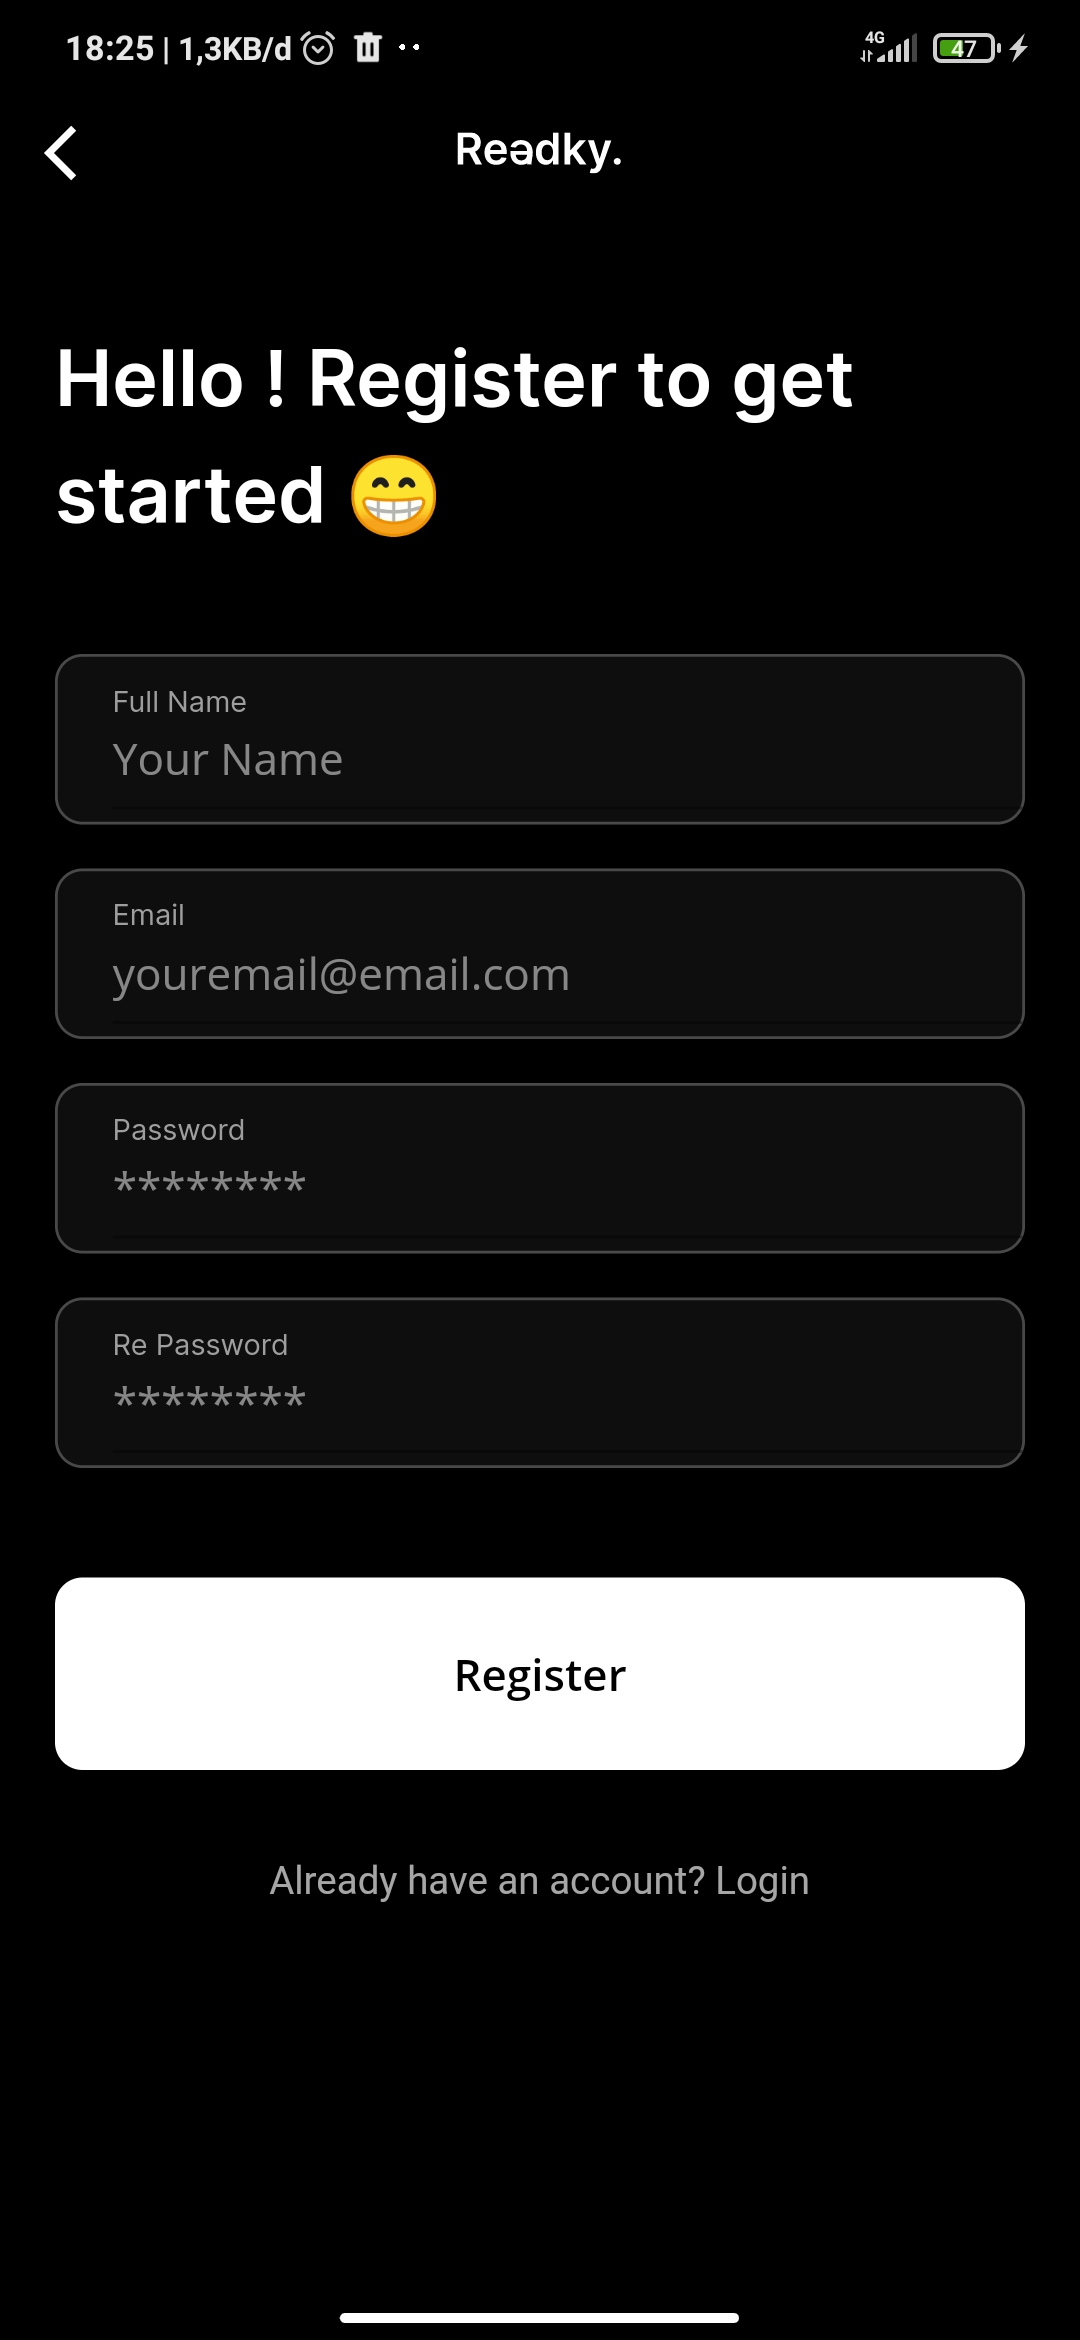 18:25 | 1,3KB/d
4G
47
Reədky.
Hello ! Register to get
started 😁
Full Name
Your Name
Email
youremail@email.com
Password
********
Re Password
********
Register
Already have an account? Login